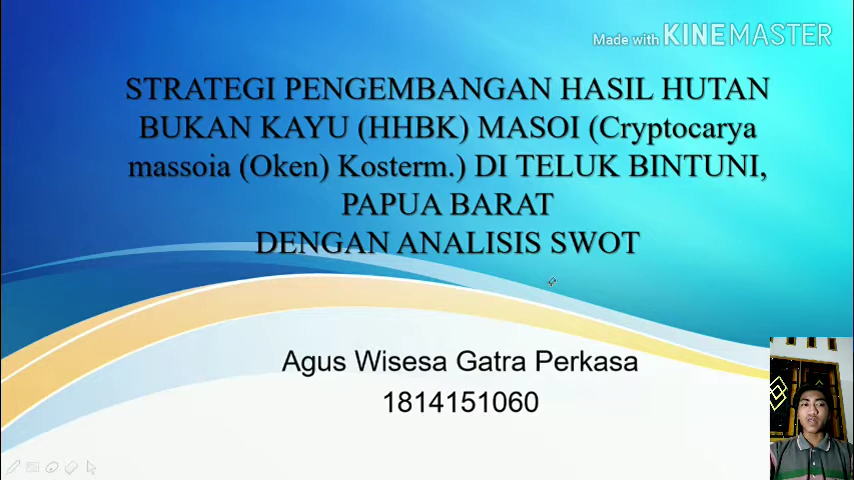 Made with KINEMASTER
STRATEGI PENGEMBANGAN HASIL HUTAN
BUKAN KAYU (HHBK) MASOI (Cryptocarya
massoia (Oken) Kosterm.) DI TELUK BINTUNI,
PAPUA BARAT
DENGAN ANALISIS SWOT
Agus Wisesa Gatra Perkasa
1814151060